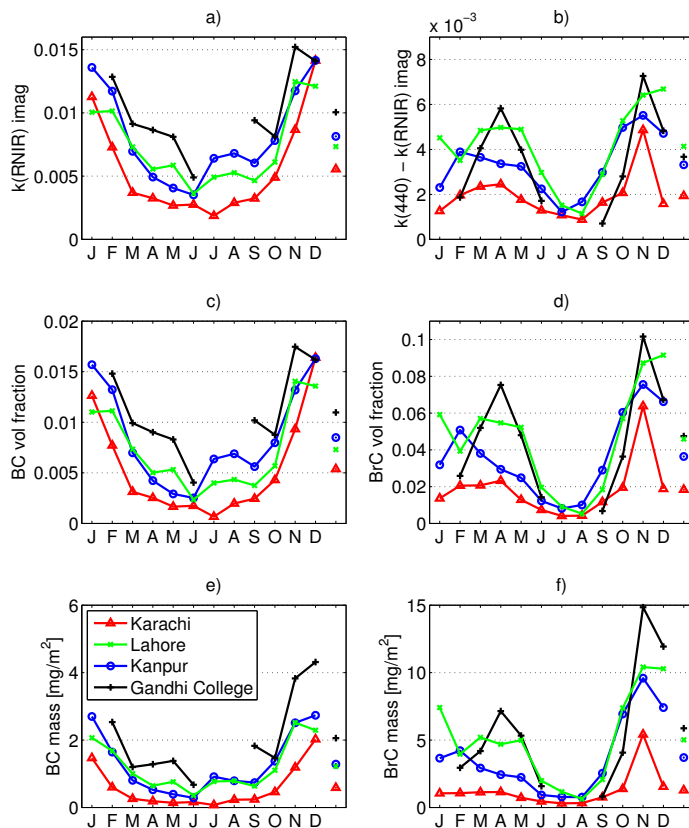 a)
k(RNIR) imag
0.015
0.01
0.005
0
J F M A M J J A S O N D
b)
x 10⁻³
k(440) − k(RNIR) imag
8
6
4
2
0
J F M A M J J A S O N D
c)
BC vol fraction
0.02
0.015
0.01
0.005
0
J F M A M J J A S O N D
d)
BrC vol fraction
0.1
0.08
0.06
0.04
0.02
0
J F M A M J J A S O N D
e)
BC mass [mg/m²]
6
4
2
0
Karachi
Lahore
Kanpur
Gandhi College
J F M A M J J A S O N D
f)
BrC mass [mg/m²]
15
10
5
0
J F M A M J J A S O N D